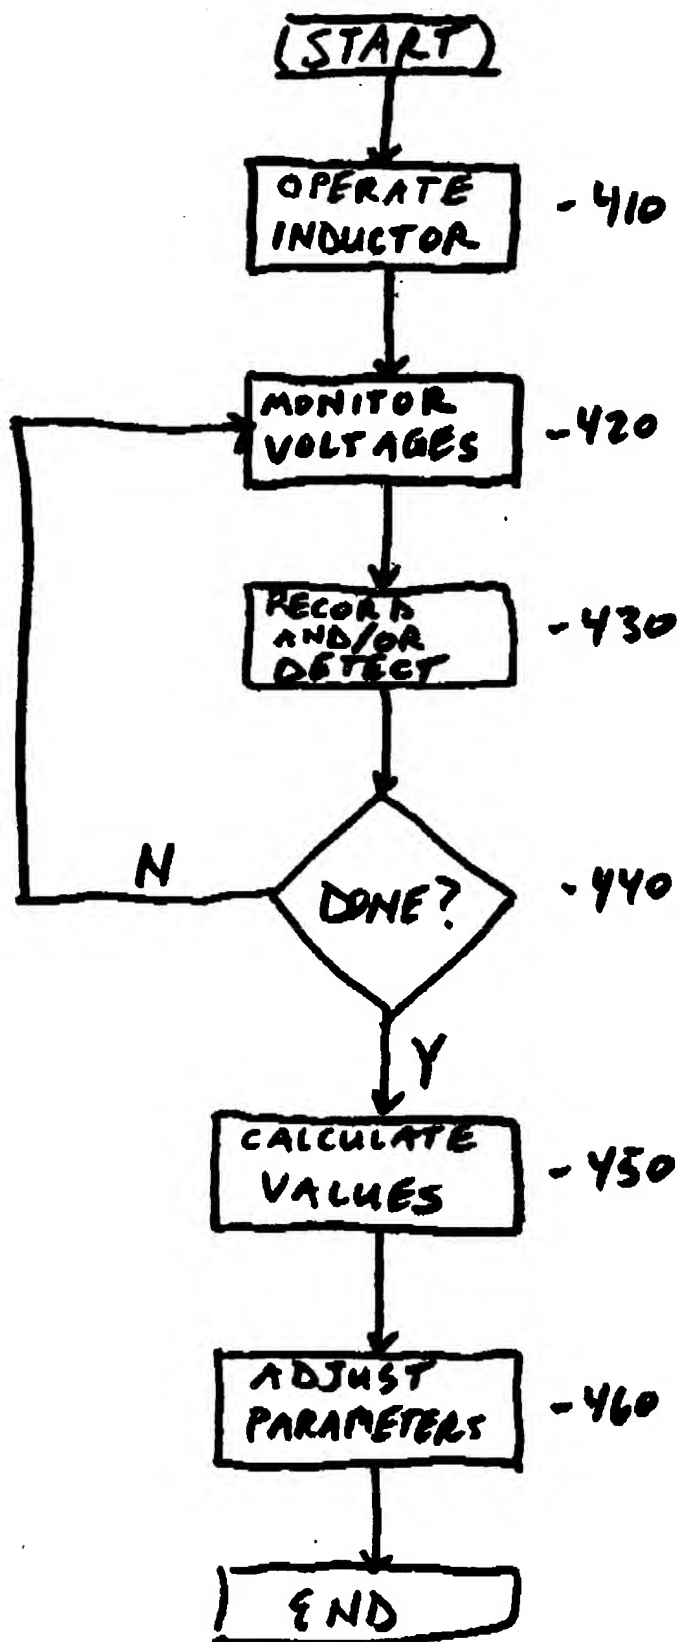 (START)
OPERATE
INDUCTOR
-410
MONITOR
VOLTAGES
-420
RECORD
AND/OR
DETECT
-430
N
DONE?
-440
Y
CALCULATE
VALUES
-450
ADJUST
PARAMETERS
-460
END